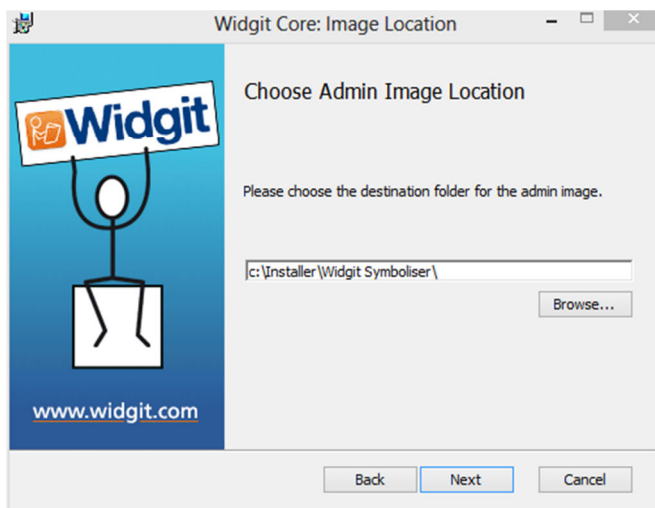 Widgit Core: Image Location
Widgit
Choose Admin Image Location
Please choose the destination folder for the admin image.
c:\Installer\Widgit Symboliser\
Browse...
www.widgit.com
Back Next Cancel